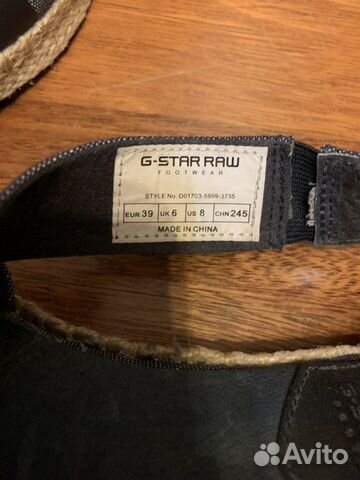 G-STAR RAW
FOOTWEAR
STYLE No. D01703-5999-3735
EUR 39 UK 6 US 8 CHN 245
MADE IN CHINA
Avito